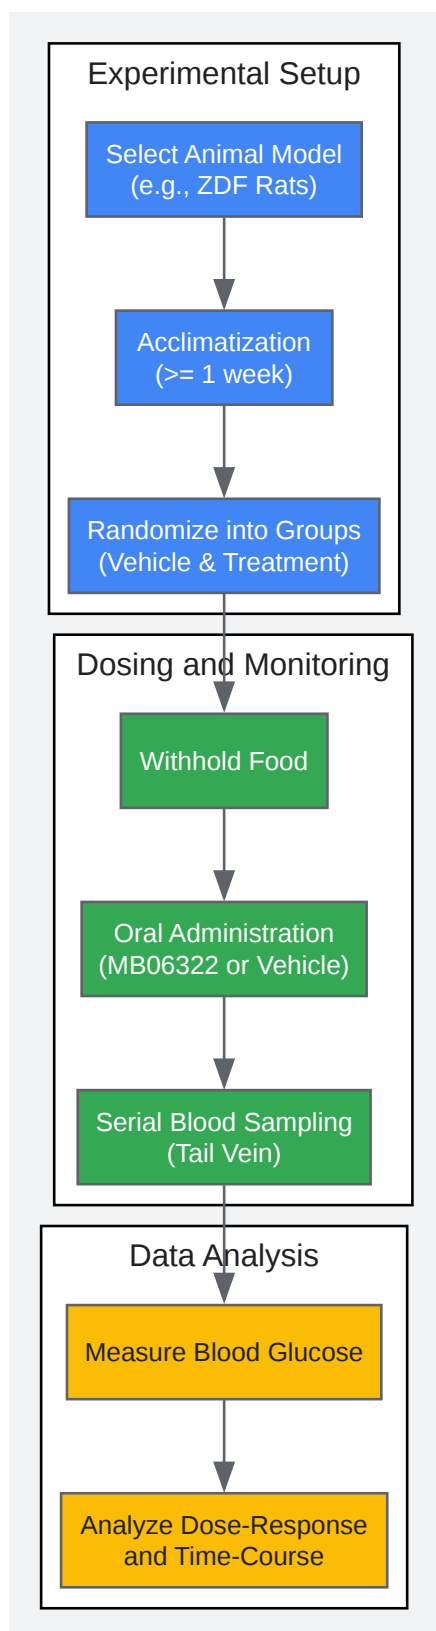 Experimental Setup
Select Animal Model
(e.g., ZDF Rats)
Acclimatization
(>= 1 week)
Randomize into Groups
(Vehicle & Treatment)
Dosing and Monitoring
Withhold Food
Oral Administration
(MB06322 or Vehicle)
Serial Blood Sampling
(Tail Vein)
Data Analysis
Measure Blood Glucose
Analyze Dose-Response
and Time-Course